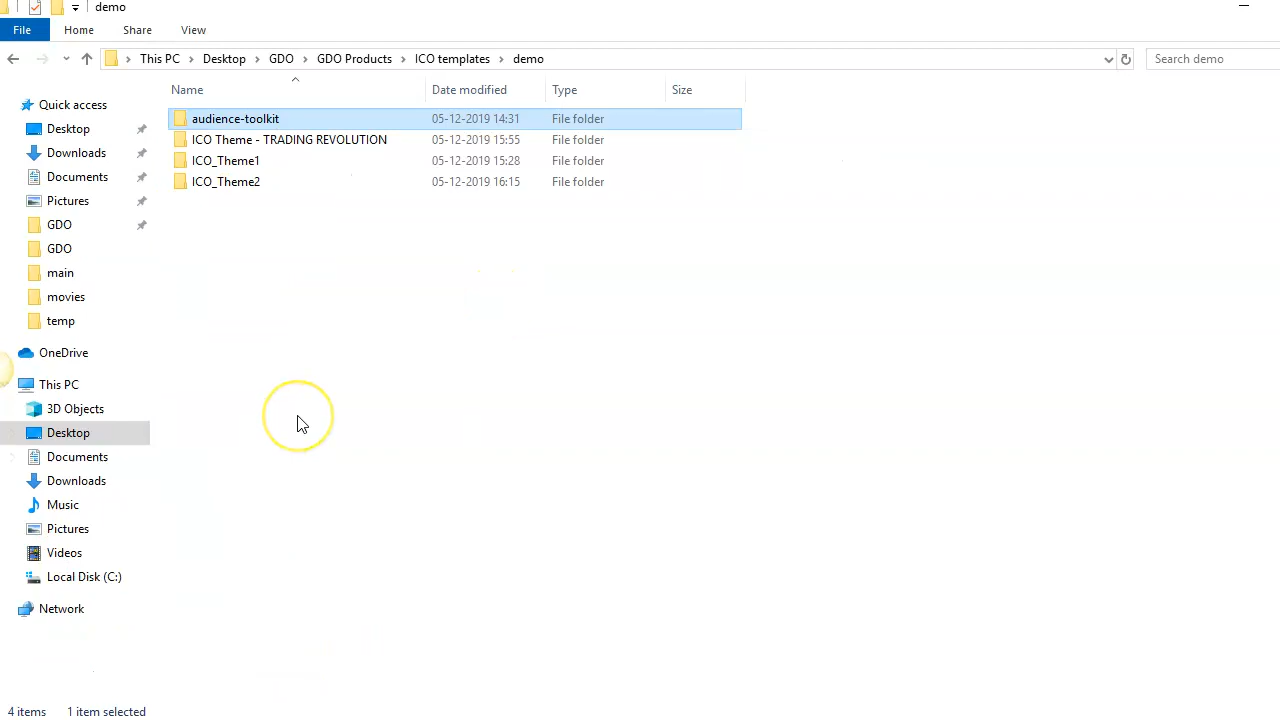 demo
File Home Share View
This PC Desktop GDO GDO Products ICO templates demo Search demo
Name Date modified Type Size
Quick access
Desktop
Downloads
Documents
Pictures
GDO
GDO
main
movies
temp
OneDrive
This PC
3D Objects
Desktop
Documents
Downloads
Music
Pictures
Videos
Local Disk (C:)
Network
audience-toolkit 05-12-2019 14:31 File folder
ICO Theme - TRADING REVOLUTION 05-12-2019 15:55 File folder
ICO_Theme1 05-12-2019 15:28 File folder
ICO_Theme2 05-12-2019 16:15 File folder
4 items 1 item selected